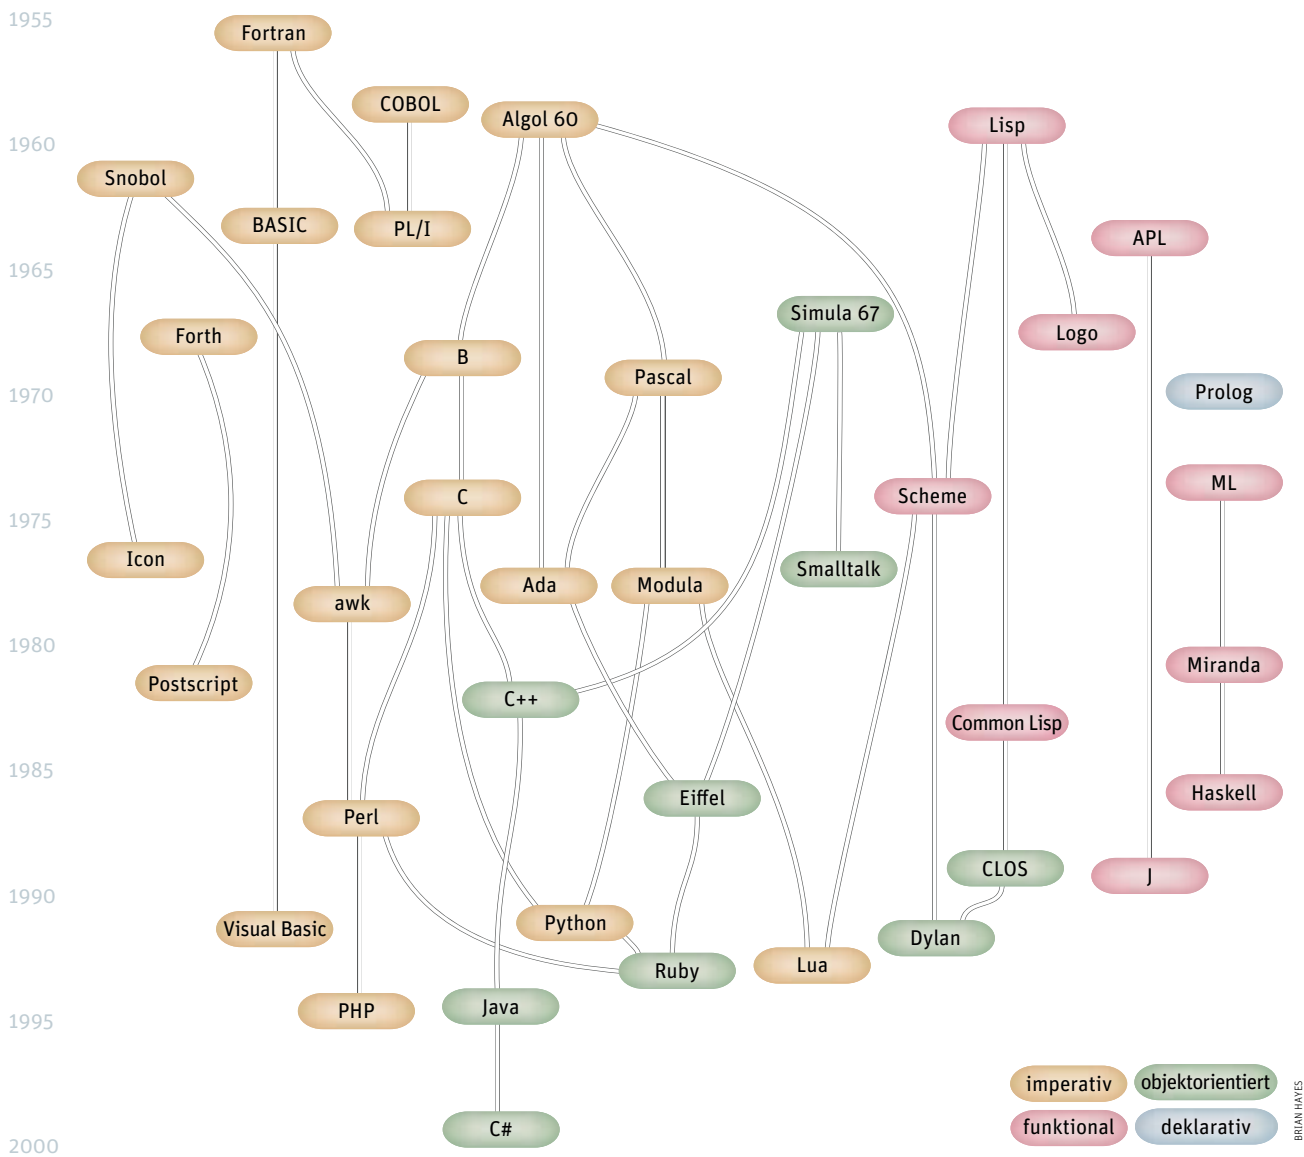 1955
Fortran
COBOL
Algol 60
Lisp
1960
Snobol
BASIC
PL/I
APL
1965
Simula 67
Forth
Logo
B
Pascal
1970
Prolog
ML
C
Scheme
1975
Icon
Smalltalk
Ada
Modula
awk
1980
Miranda
Postscript
C++
Common Lisp
1985
Haskell
Eiffel
Perl
CLOS
J
1990
Python
Visual Basic
Dylan
Lua
Ruby
Java
PHP
1995
imperativ
objektorientiert
funktional
deklarativ
C#
2000
BRIAN HAYES